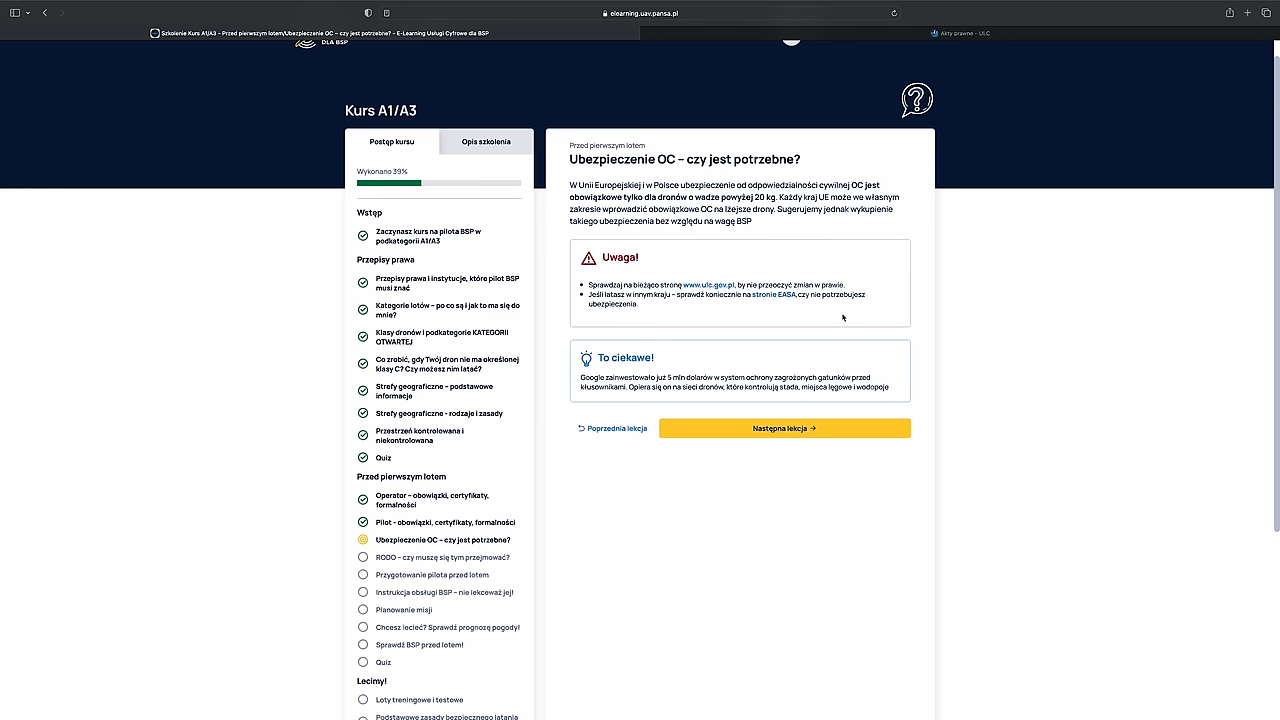 elearning.uav.pansa.pl
Szkolenie Kurs A1/A3 – Przed pierwszym lotem/Ubezpieczenie OC – czy jest potrzebne? – E-Learning Usługi Cyfrowe dla BSP
Akty prawne - ULC
DLA BSP
Kurs A1/A3
Postęp kursu
Opis szkolenia
Wykonano 39%
Wstęp
Zaczynasz kurs na pilota BSP w
podkategorii A1/A3
Przepisy prawa
Przepisy prawa i instytucje, które pilot BSP
musi znać
Kategorie lotów – po co są i jak to ma się do
mnie?
Klasy dronów i podkategorie KATEGORII
OTWARTEJ
Co zrobić, gdy Twój dron nie ma określonej
klasy C? Czy możesz nim latać?
Strefy geograficzne – podstawowe
informacje
Strefy geograficzne - rodzaje i zasady
Przestrzeń kontrolowana i
niekontrolowana
Quiz
Przed pierwszym lotem
Operator – obowiązki, certyfikaty,
formalności
Pilot - obowiązki, certyfikaty, formalności
Ubezpieczenie OC – czy jest potrzebne?
RODO – czy muszę się tym przejmować?
Przygotowanie pilota przed lotem
Instrukcja obsługi BSP – nie lekceważ jej!
Planowanie misji
Chcesz lecieć? Sprawdź prognozę pogody!
Sprawdź BSP przed lotem!
Quiz
Lecimy!
Loty treningowe i testowe
Podstawowe zasady bezpiecznego latania
Przed pierwszym lotem
Ubezpieczenie OC – czy jest potrzebne?
W Unii Europejskiej i w Polsce ubezpieczenie od odpowiedzialności cywilnej OC jest
obowiązkowe tylko dla dronów o wadze powyżej 20 kg. Każdy kraj UE może we własnym
zakresie wprowadzić obowiązkowe OC na lżejsze drony. Sugerujemy jednak wykupienie
takiego ubezpieczenia bez względu na wagę BSP
Uwaga!
Sprawdzaj na bieżąco stronę www.ulc.gov.pl, by nie przeoczyć zmian w prawie.
Jeśli latasz w innym kraju – sprawdź koniecznie na stronie EASA, czy nie potrzebujesz
ubezpieczenia.
To ciekawe!
Google zainwestowało już 5 mln dolarów w system ochrony zagrożonych gatunków przed
kłusownikami. Opiera się on na sieci dronów, które kontrolują stada, miejsca lęgowe i wodopoje
Poprzednia lekcja
Następna lekcja →